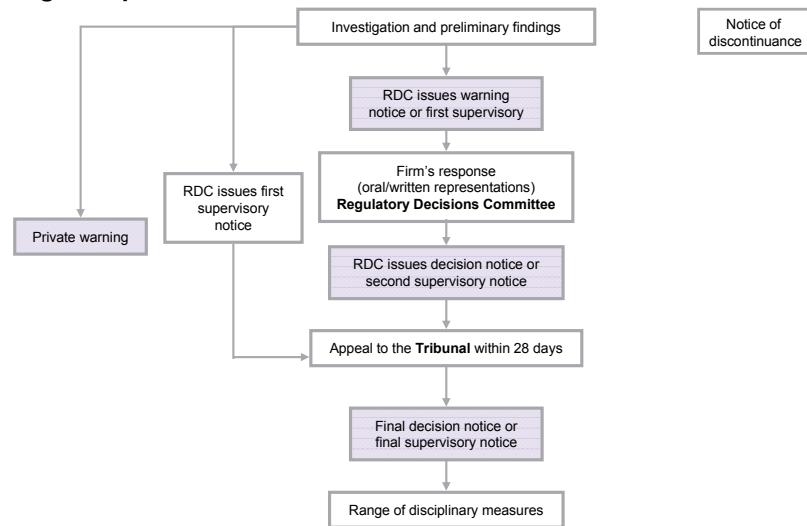 Investigation and preliminary findings
Notice of
discontinuance
RDC issues warning
notice or first supervisory
Firm's response
(oral/written representations)
Regulatory Decisions Committee
RDC issues first
supervisory
notice
Private warning
RDC issues decision notice or
second supervisory notice
Appeal to the Tribunal within 28 days
Final decision notice or
final supervisory notice
Range of disciplinary measures